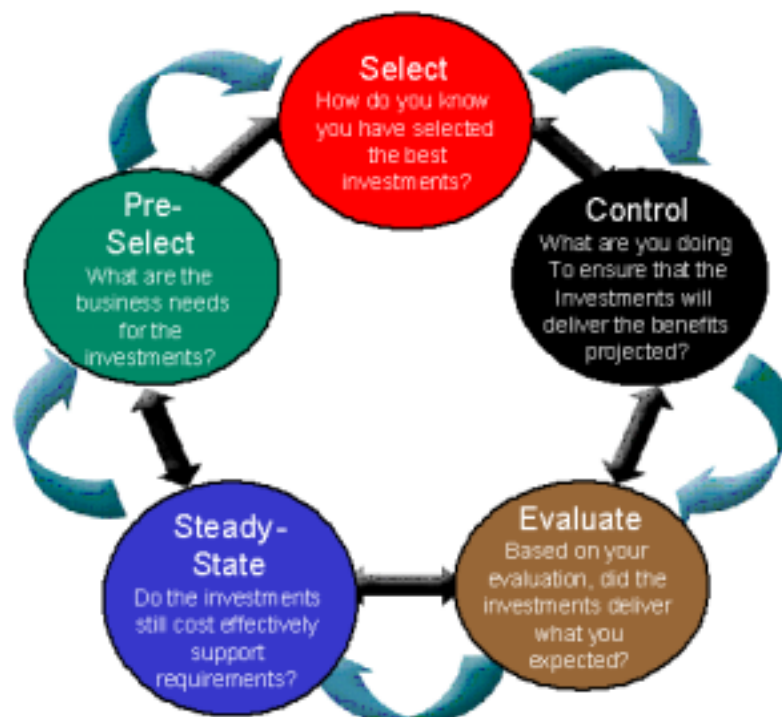 Select
How do you know
you have selected
the best
investments?
Pre-
Select
What are the
business needs
for the
investments?
Control
What are you doing
To ensure that the
Investments will
deliver the benefits
projected?
Steady-
State
Do the investments
still cost effectively
support
requirements?
Evaluate
Based on your
evaluation, did the
investments deliver
what you
expected?